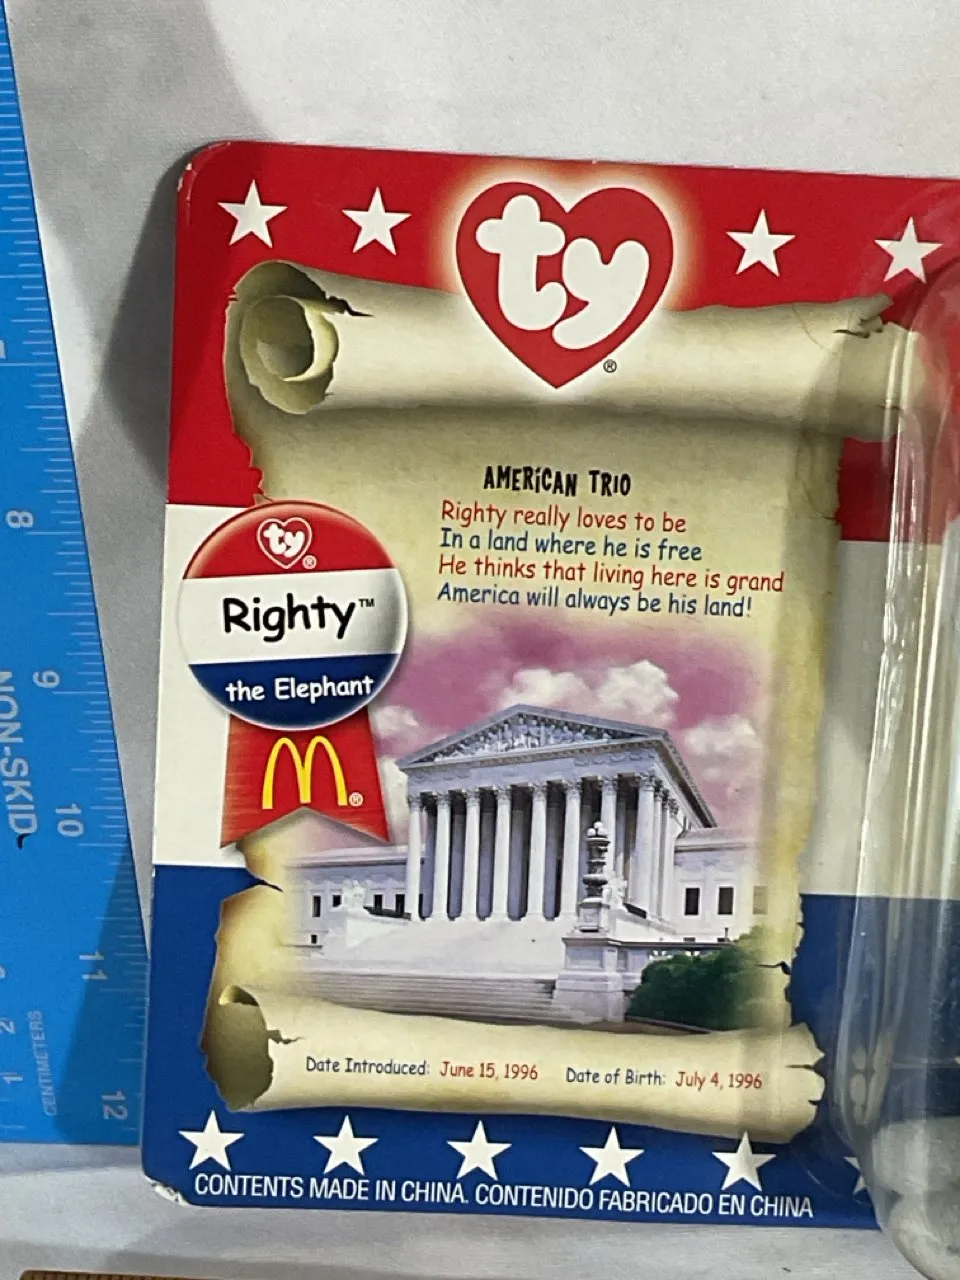 ty
®
AMERiCAN TRiO
Righty really loves to be
In a land where he is free
He thinks that living here is grand
America will always be his land!
ty®
Righty™
the Elephant
M®
Date Introduced: June 15, 1996 Date of Birth: July 4, 1996
CONTENTS MADE IN CHINA. CONTENIDO FABRICADO EN CHINA
8
9
NON-SKID
10
11
12
2
1
CENTIMETERS